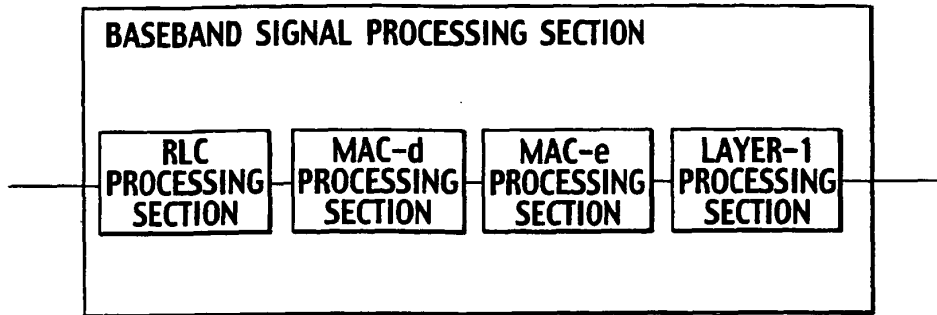 BASEBAND SIGNAL PROCESSING SECTION
RLC
PROCESSING
SECTION
MAC-d
PROCESSING
SECTION
MAC-e
PROCESSING
SECTION
LAYER-1
PROCESSING
SECTION